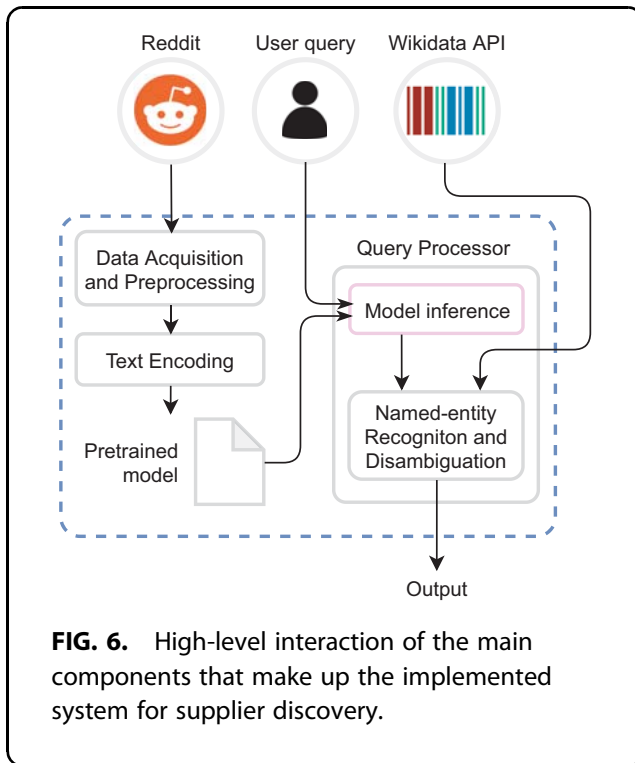 Reddit
User query
Wikidata API
Data Acquisition
and Preprocessing
Query Processor
Model inference
Text Encoding
Pretrained
model
Named-entity
Recogniton and
Disambiguation
Output
FIG. 6. High-level interaction of the main
components that make up the implemented
system for supplier discovery.